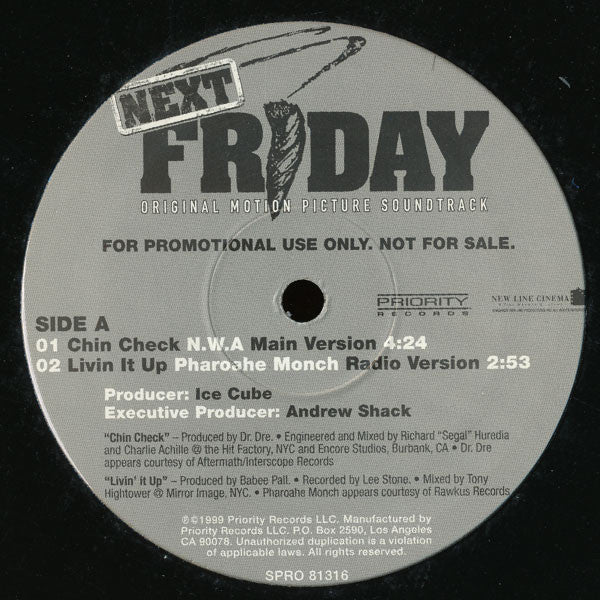 NEXT
FRIDAY
ORIGINAL MOTION PICTURE SOUNDTRACK
FOR PROMOTIONAL USE ONLY. NOT FOR SALE.
PRIORITY
RECORDS
NEW LINE CINEMA
SIDE A
01 Chin Check N.W.A Main Version 4:24
02 Livin It Up Pharoahe Monch Radio Version 2:53
Producer: Ice Cube
Executive Producer: Andrew Shack
“Chin Check” – Produced by Dr. Dre. • Engineered and Mixed by Richard “Segal” Huredia
and Charlie Achille @ the Hit Factory, NYC and Encore Studios, Burbank, CA • Dr. Dre
appears courtesy of Aftermath/Interscope Records
“Livin’ it Up” – Produced by Babee Pall. • Recorded by Lee Stone. • Mixed by Tony
Hightower @ Mirror Image, NYC. • Pharoahe Monch appears courtesy of Rawkus Records
℗©1999 Priority Records LLC. Manufactured by
Priority Records LLC. P.O. Box 2590, Los Angeles
CA 90078. Unauthorized duplication is a violation
of applicable laws. All rights reserved.
SPRO 81316